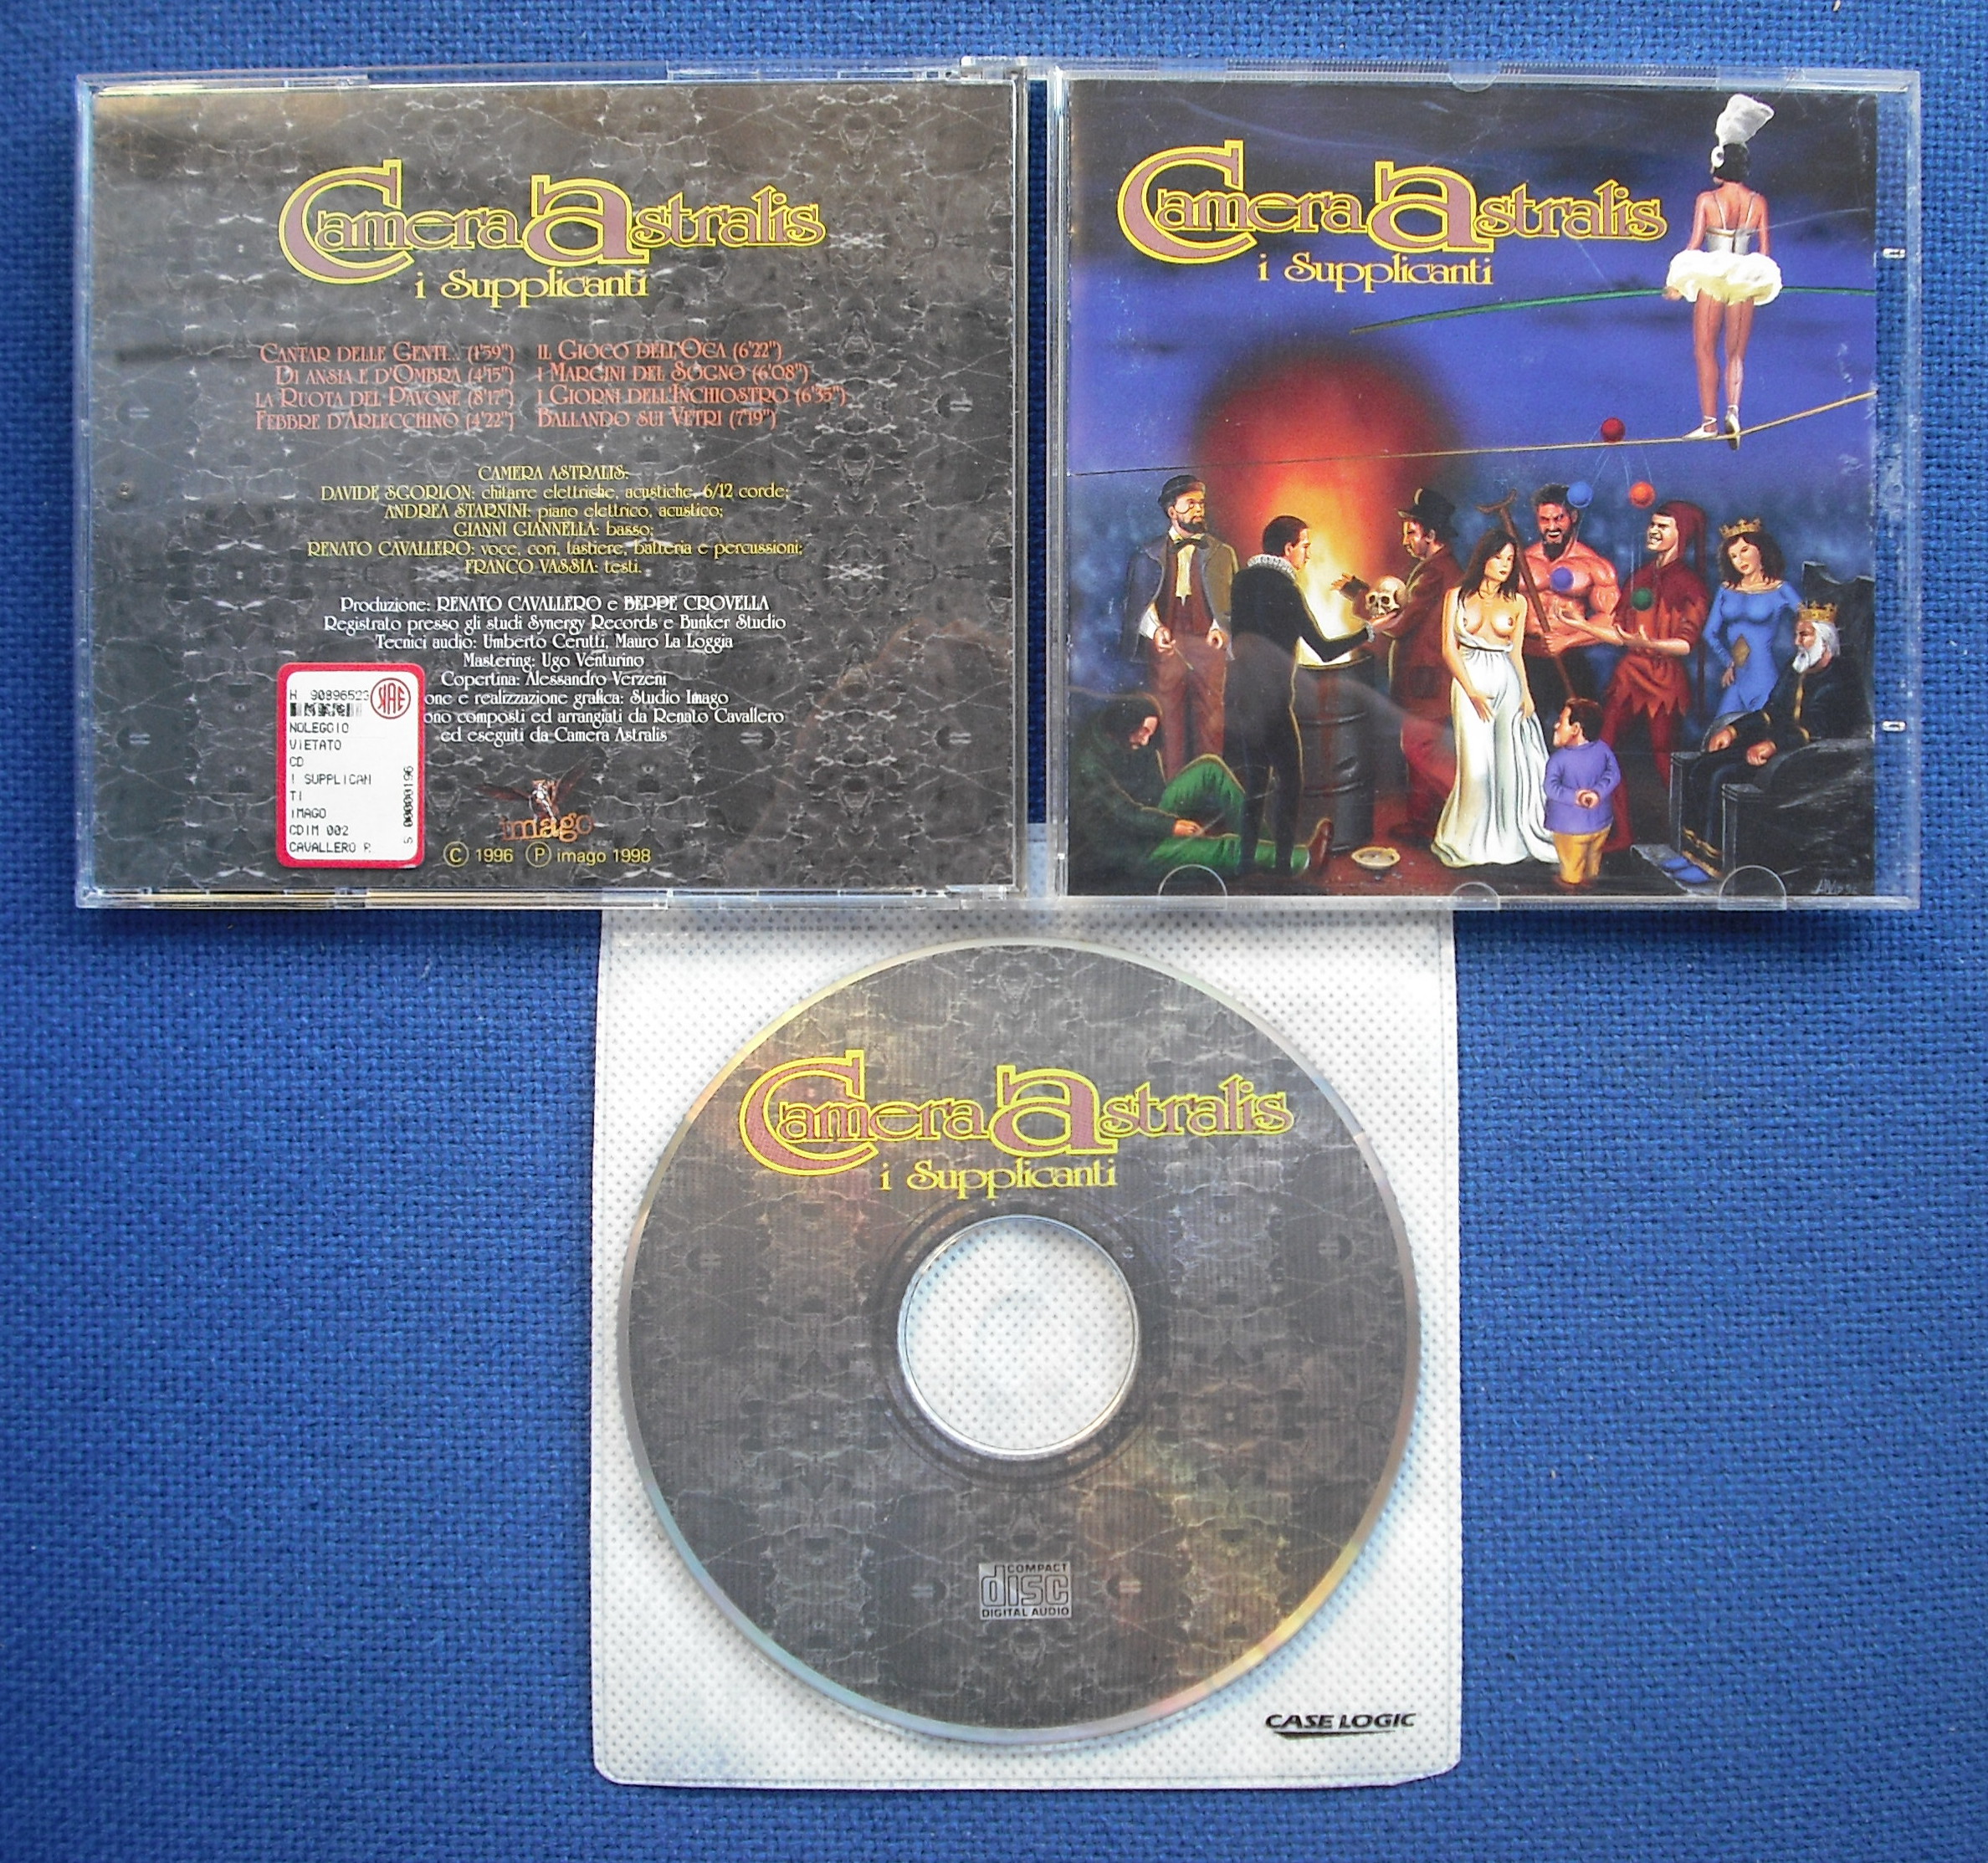 Camera Astralis
i Supplicanti
Cantar delle Genti... (1'59") il Gioco dell'Oca (6'22")
Di ansia e d'Ombra (4'15") i Margini del Sogno (6'08")
la Ruota del Pavone (8'17") i Giorni dell'Inchiostro (6'35")
Febbre d'Arlecchino (4'22") Ballando sui Vetri (7'19")
CAMERA ASTRALIS:
DAVIDE SGORLON: chitarre elettriche, acustiche, 6/12 corde;
ANDREA STARNINI: piano elettrico, acustico;
GIANNI GIANNELLA: basso;
RENATO CAVALLERO: voce, cori, tastiere, batteria e percussioni;
FRANCO VASSIA: testi.
Produzione: RENATO CAVALLERO e BEPPE CROVELLA
Registrato presso gli studi Synergy Records e Bunker Studio
Tecnici audio: Umberto Cerutti, Mauro La Loggia
Mastering: Ugo Venturino
Copertina: Alessandro Verzeni
one e realizzazione grafica: Studio Imago
ono composti ed arrangiati da Renato Cavallero
ed eseguiti da Camera Astralis
imago
© 1996 ℗ imago 1998
H 90896523
NOLEGGIO
VIETATO
CD
I SUPPLICAN
TI
IMAGO
CDIM 002
CAVALLERO R.
S 00000196
Camera Astralis
i Supplicanti
Camera Astralis
i Supplicanti
COMPACT
disc
DIGITAL AUDIO
CASE LOGIC